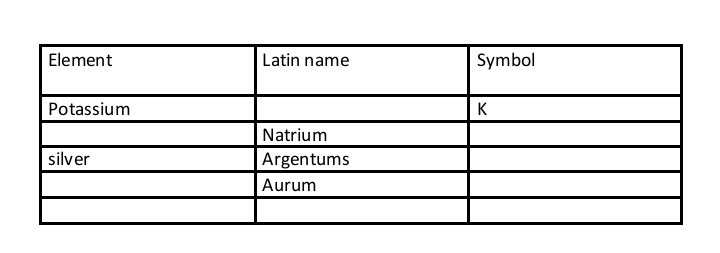 Element Latin name Symbol
Potassium K
Natrium
silver Argentums
Aurum